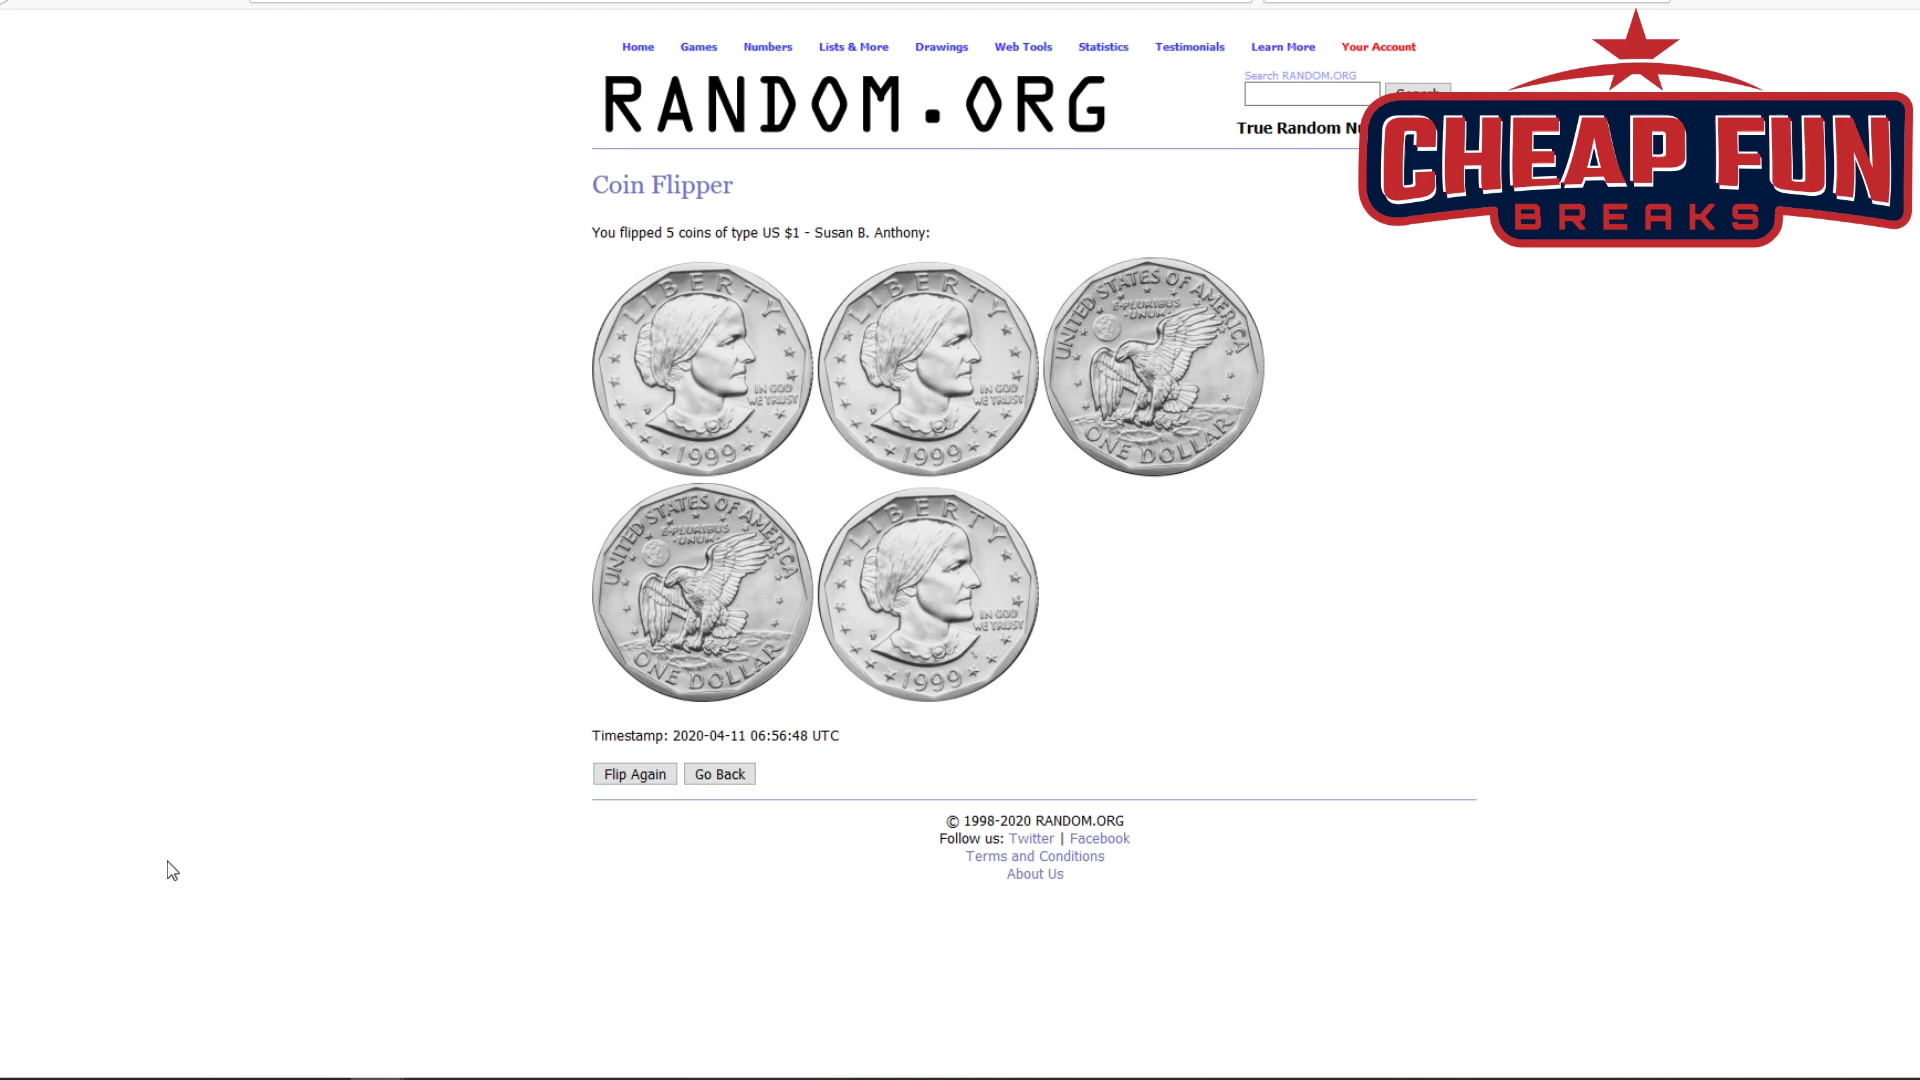 Home Games Numbers Lists & More Drawings Web Tools Statistics Testimonials Learn More Your Account
RANDOM.ORG
Search RANDOM.ORG
Search
True Random
CHEAP FUN
BREAKS
Coin Flipper
You flipped 5 coins of type US $1 - Susan B. Anthony:
LIBERTY
IN GOD
WE TRUST
1999
LIBERTY
IN GOD
WE TRUST
1999
UNITED STATES OF AMERICA
E·PLURIBUS
·UNUM·
ONE DOLLAR
UNITED STATES OF AMERICA
E·PLURIBUS
·UNUM·
ONE DOLLAR
LIBERTY
IN GOD
WE TRUST
1999
Timestamp: 2020-04-11 06:56:48 UTC
Flip Again Go Back
© 1998-2020 RANDOM.ORG
Follow us: Twitter | Facebook
Terms and Conditions
About Us